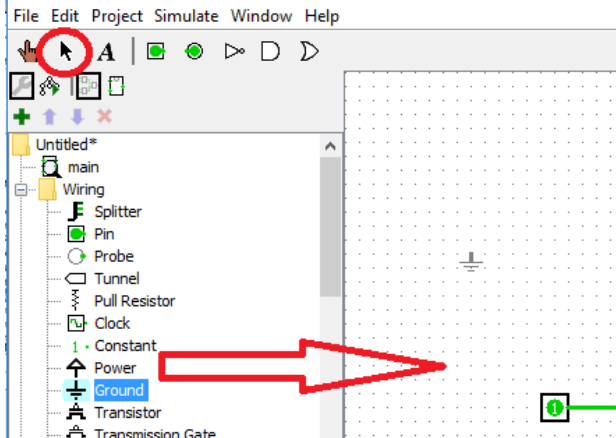 File Edit Project Simulate Window Help
A
Untitled*
main
Wiring
Splitter
Pin
Probe
Tunnel
Pull Resistor
Clock
1 Constant
Power
Ground
Transistor
Transmission Gate
1